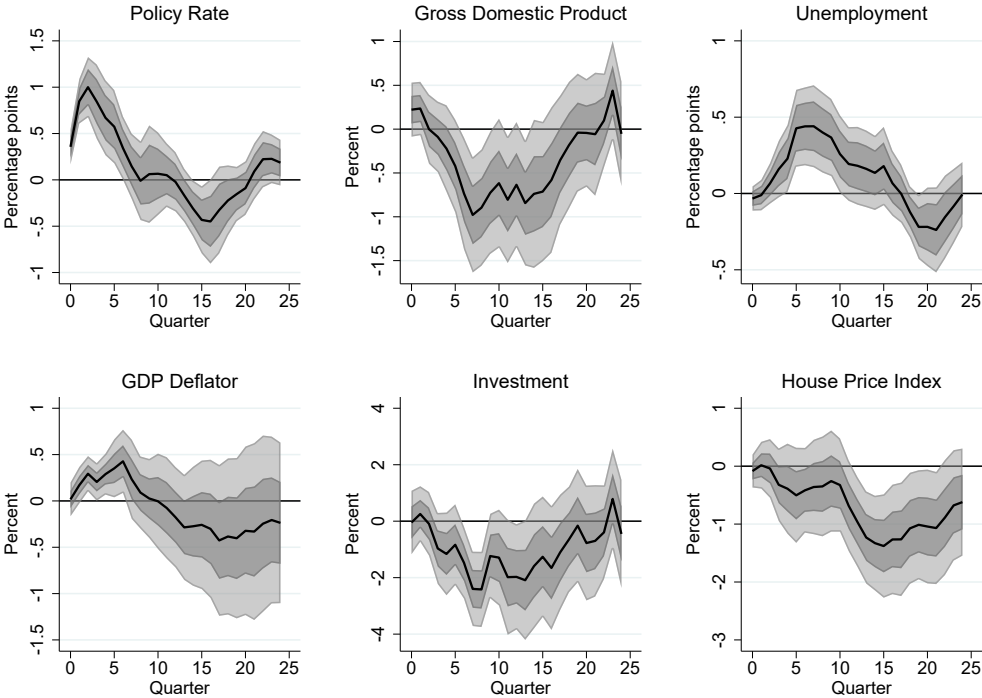 Policy Rate
Percentage points
1.5
1
.5
0
-.5
-1
0 5 10 15 20 25
Quarter
Gross Domestic Product
Percent
1
.5
0
-.5
-1
-1.5
0 5 10 15 20 25
Quarter
Unemployment
Percentage points
1
.5
0
-.5
0 5 10 15 20 25
Quarter
GDP Deflator
Percent
1
.5
0
-.5
-1
-1.5
0 5 10 15 20 25
Quarter
Investment
Percent
4
2
0
-2
-4
0 5 10 15 20 25
Quarter
House Price Index
Percent
1
0
-1
-2
-3
0 5 10 15 20 25
Quarter